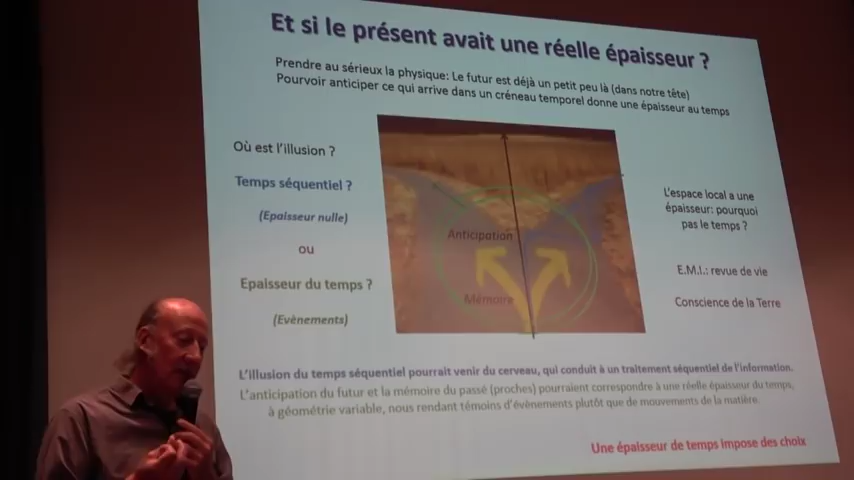 Et si le présent avait une réelle épaisseur ?
Prendre au sérieux la physique: Le futur est déjà un petit peu là (dans notre tête)
Pourvoir anticiper ce qui arrive dans un créneau temporel donne une épaisseur au temps
Où est l'illusion ?
Temps séquentiel ?
(Epaisseur nulle)
ou
Epaisseur du temps ?
(Evènements)
Anticipation
Mémoire
L'espace local a une
épaisseur: pourquoi
pas le temps ?
E.M.I.: revue de vie
Conscience de la Terre
L'illusion du temps séquentiel pourrait venir du cerveau, qui conduit à un traitement séquentiel de l'information.
L'anticipation du futur et la mémoire du passé (proches) pourraient correspondre à une réelle épaisseur du temps,
à géométrie variable, nous rendant témoins d'évènements plutôt que de mouvements de la matière.
Une épaisseur de temps impose des choix